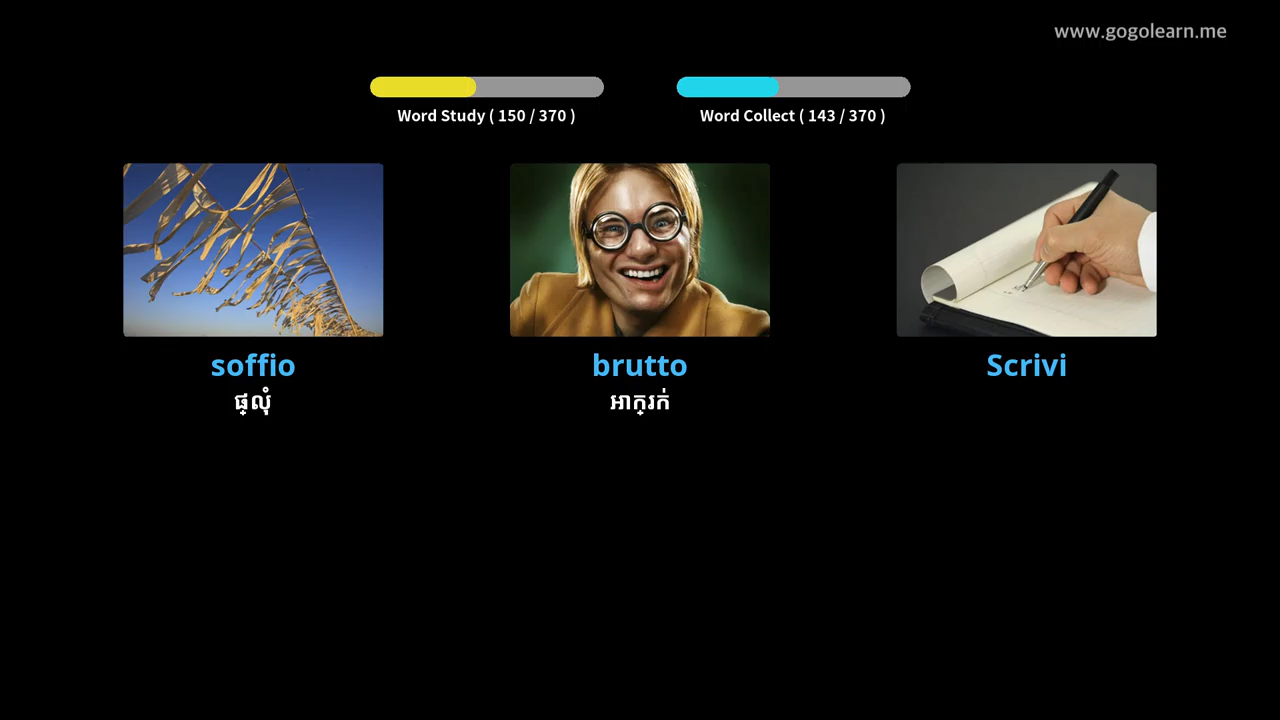 www.gogolearn.me
Word Study ( 150 / 370 )
Word Collect ( 143 / 370 )
soffio
brutto
Scrivi
ផ្លុំ
អាក្រក់